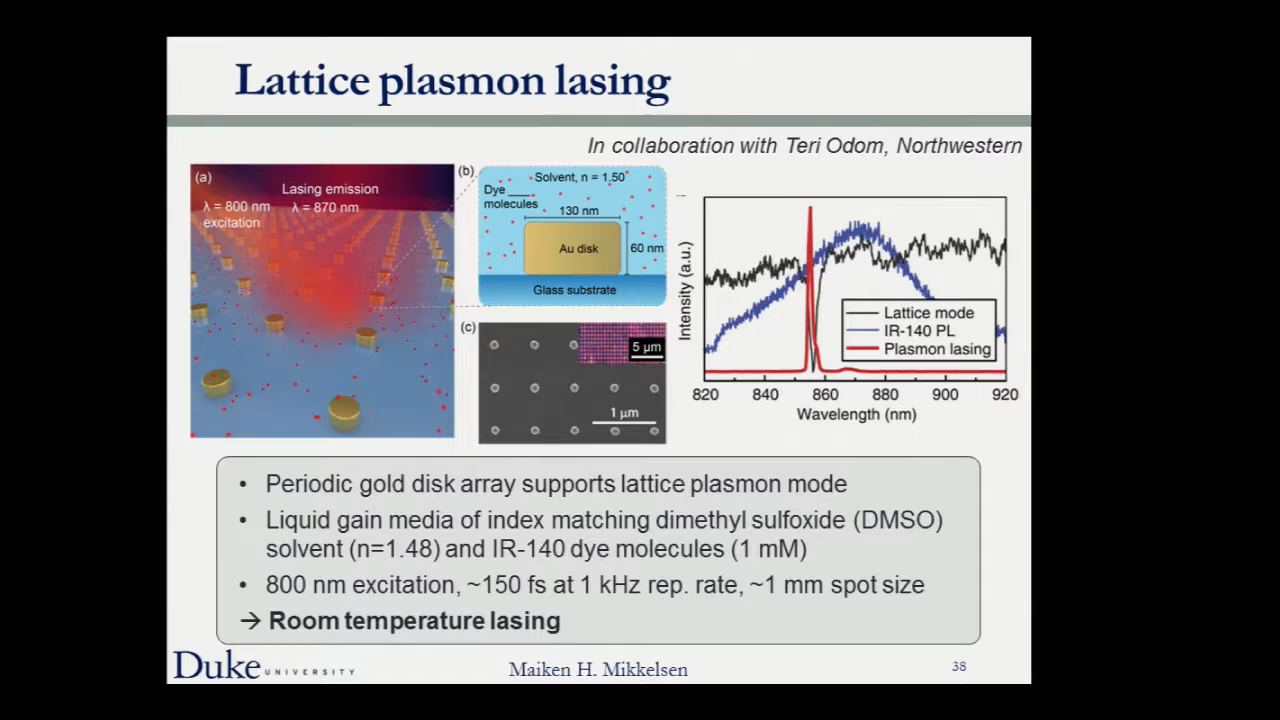 Lattice plasmon lasing
In collaboration with Teri Odom, Northwestern
(a)
Lasing emission
λ = 800 nm λ = 870 nm
excitation
(b)
Solvent, n = 1.50
Dye
molecules
130 nm
Au disk
60 nm
Glass substrate
(c)
5 μm
1 μm
Intensity (a.u.)
Lattice mode
IR-140 PL
Plasmon lasing
820 840 860 880 900 920
Wavelength (nm)
• Periodic gold disk array supports lattice plasmon mode
• Liquid gain media of index matching dimethyl sulfoxide (DMSO)
solvent (n=1.48) and IR-140 dye molecules (1 mM)
• 800 nm excitation, ~150 fs at 1 kHz rep. rate, ~1 mm spot size
→ Room temperature lasing
Duke UNIVERSITY
Maiken H. Mikkelsen
38